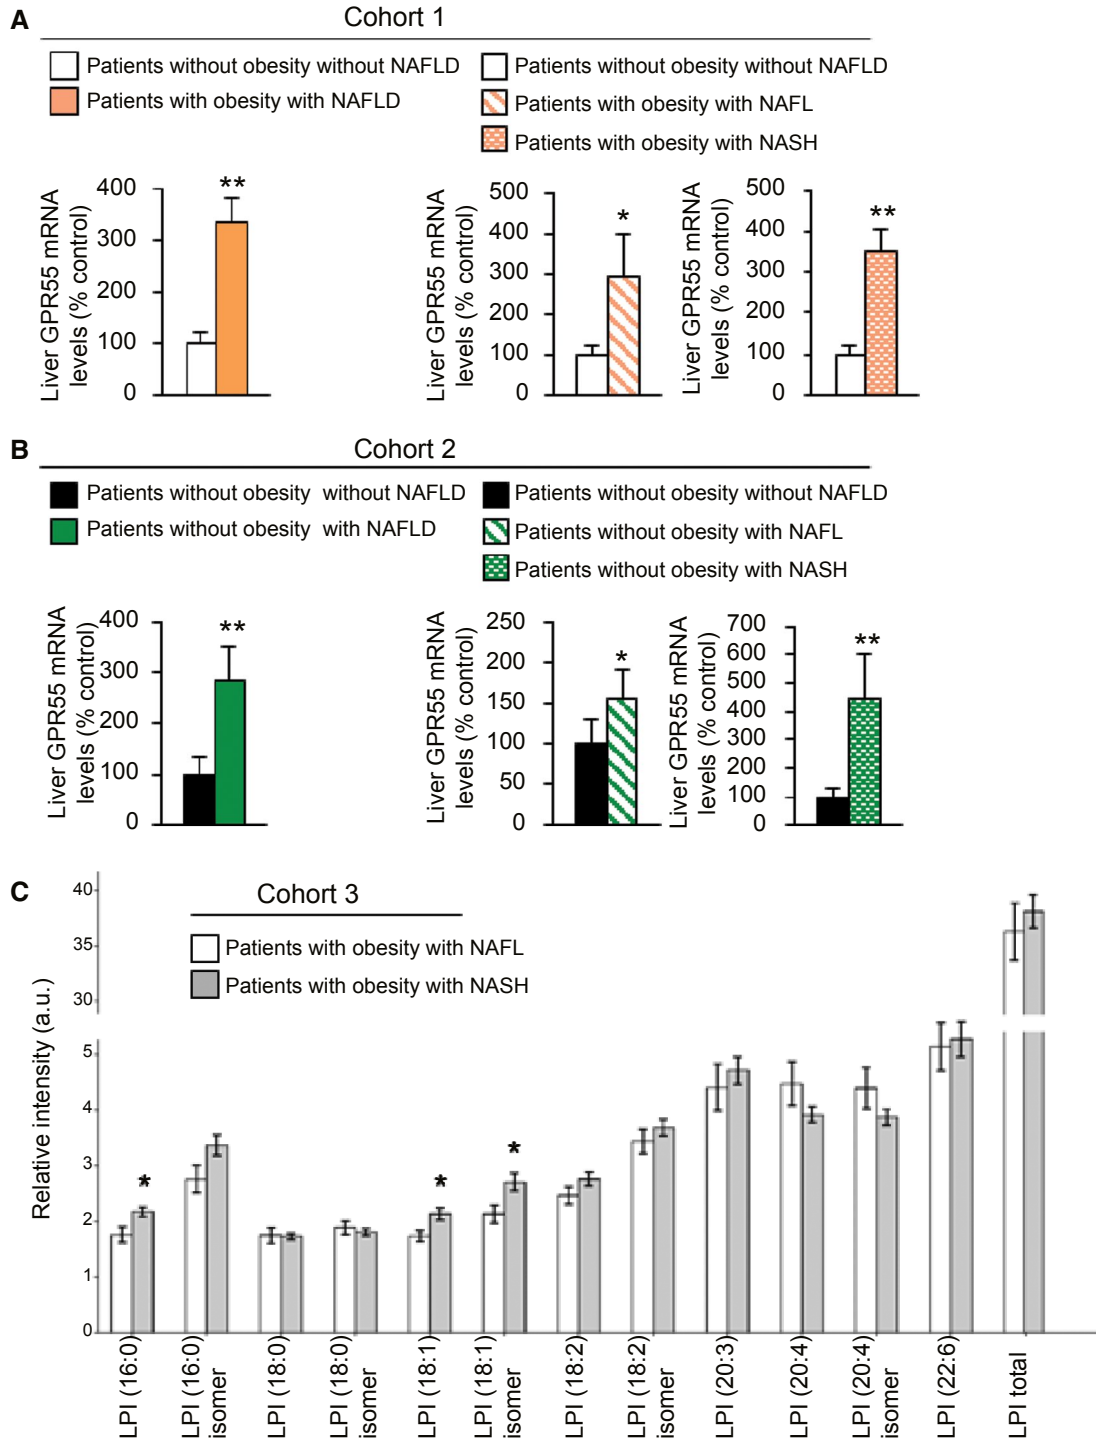 A
Cohort 1
Patients without obesity without NAFLD
Patients with obesity with NAFLD
Patients without obesity without NAFLD
Patients with obesity with NAFL
Patients with obesity with NASH
Liver GPR55 mRNA
levels (% control)
400
300
200
100
0
**
Liver GPR55 mRNA
levels (% control)
500
400
300
200
100
0
*
Liver GPR55 mRNA
levels (% control)
500
400
300
200
100
0
**
B
Cohort 2
Patients without obesity without NAFLD
Patients without obesity with NAFLD
Patients without obesity without NAFLD
Patients without obesity with NAFL
Patients without obesity with NASH
Liver GPR55 mRNA
levels (% control)
400
300
200
100
0
**
Liver GPR55 mRNA
levels (% control)
250
200
150
100
50
0
*
Liver GPR55 mRNA
levels (% control)
700
600
500
400
300
200
100
0
**
C
Cohort 3
Patients with obesity with NAFL
Patients with obesity with NASH
Relative intensity (a.u.)
40
35
30
5
4
3
2
1
0
*
*
*
LPI (16:0)
LPI (16:0)
isomer
LPI (18:0)
LPI (18:0)
isomer
LPI (18:1)
LPI (18:1)
isomer
LPI (18:2)
LPI (18:2)
isomer
LPI (20:3)
LPI (20:4)
LPI (20:4)
isomer
LPI (22:6)
LPI total